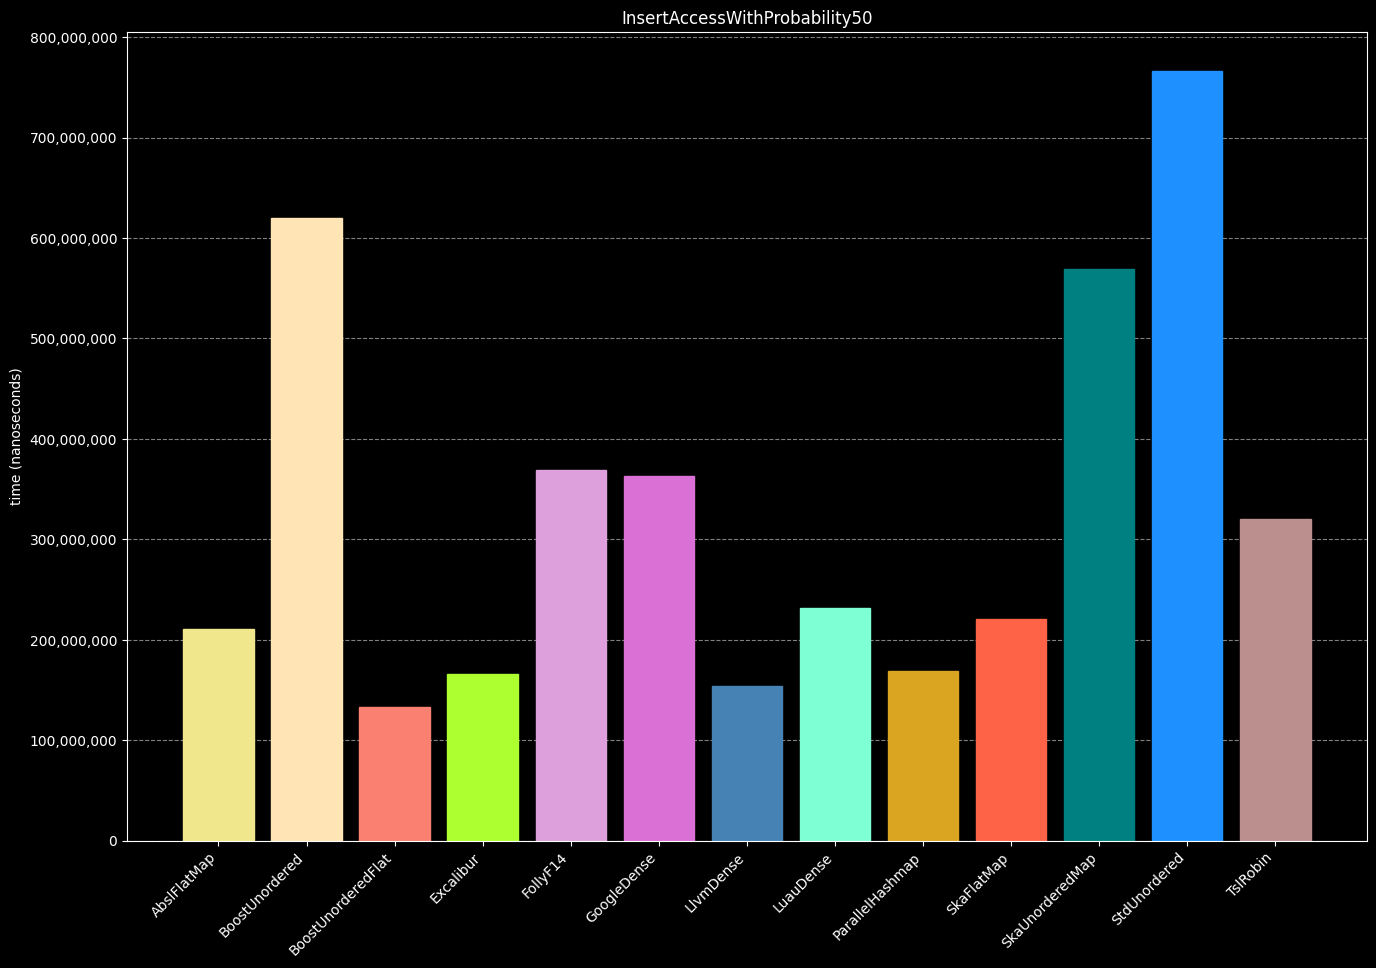 InsertAccessWithProbability50
800,000,000
700,000,000
600,000,000
500,000,000
400,000,000
300,000,000
200,000,000
100,000,000
0
time (nanoseconds)
AbslFlatMap
BoostUnordered
BoostUnorderedFlat
Excalibur
FollyF14
GoogleDense
LlvmDense
LuauDense
ParallelHashmap
SkaFlatMap
SkaUnorderedMap
StdUnordered
TslRobin